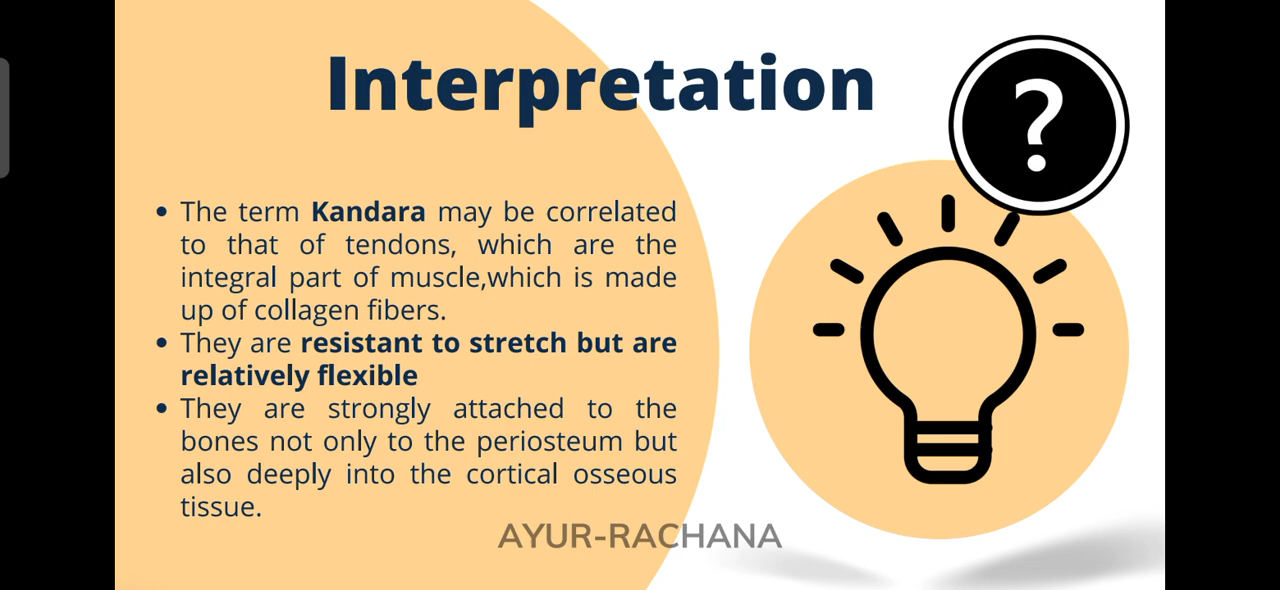 Interpretation
?
• The term Kandara may be correlated
to that of tendons, which are the
integral part of muscle,which is made
up of collagen fibers.
• They are resistant to stretch but are
relatively flexible
• They are strongly attached to the
bones not only to the periosteum but
also deeply into the cortical osseous
tissue.
AYUR-RACHANA